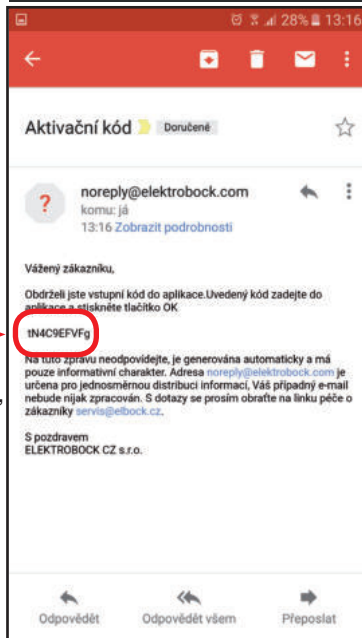 28% 13:16
Aktivační kód Doručené
?
noreply@elektrobock.com
komu: já
13:16 Zobrazit podrobnosti
Vážený zákazníku,
Obdrželi jste vstupní kód do aplikace.Uvedený kód zadejte do
aplikace a stiskněte tlačítko OK
tN4C9EFVFg
Na tuto zprávu neodpovídejte, je generována automaticky a má
pouze informativní charakter. Adresa noreply@elektrobock.com je
určena pro jednosměrnou distribuci informací, Váš případný e-mail
nebude nijak zpracován. S dotazy se prosím obraťte na linku péče o
zákazníky servis@elbock.cz.
S pozdravem
ELEKTROBOCK CZ s.r.o.
Odpovědět Odpovědět všem Přeposlat